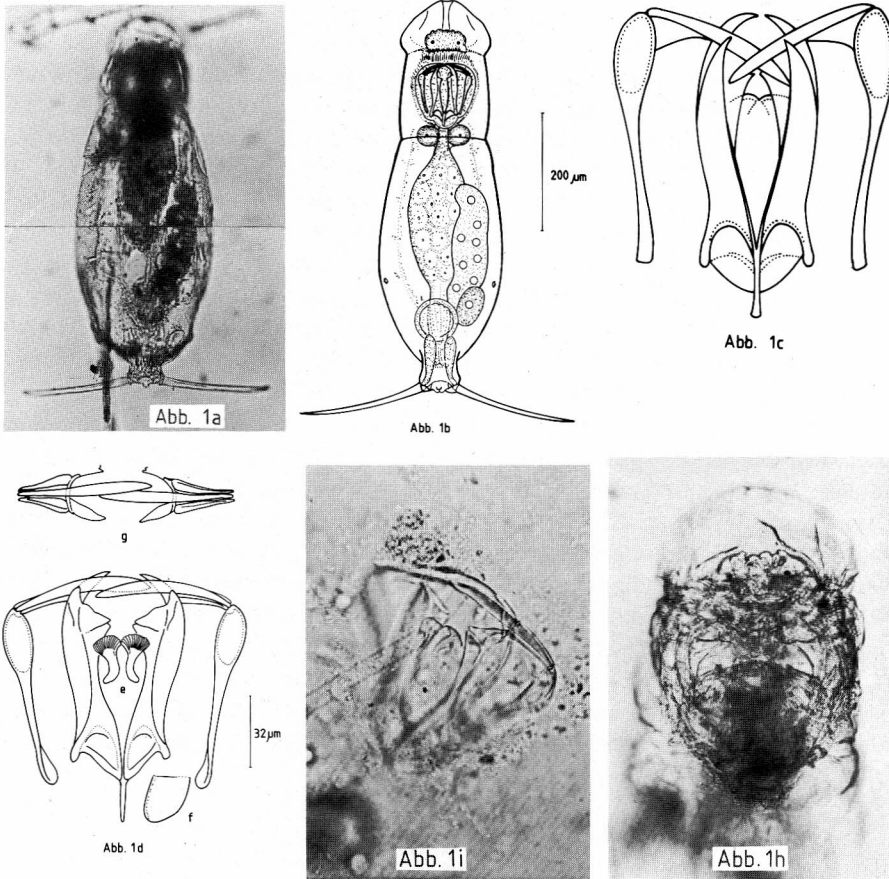 Abb. 1a
Abb. 1b
200 µm
Abb. 1c
g
e
32µm
f
Abb. 1d
Abb. 1i
Abb. 1h